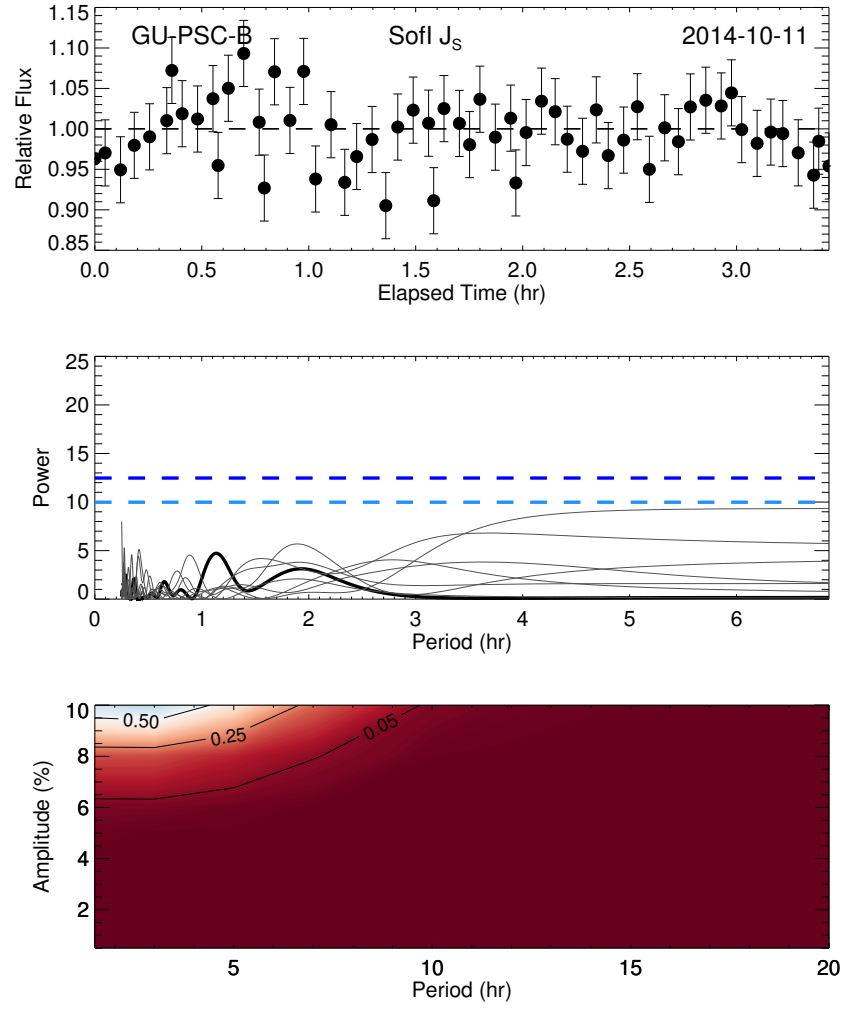 GU-PSC-B SofI J_S 2014-10-11
1.15
1.10
1.05
1.00
0.95
0.90
0.85
Relative Flux
0.0 0.5 1.0 1.5 2.0 2.5 3.0
Elapsed Time (hr)
25
20
15
10
5
0
Power
0 1 2 3 4 5 6
Period (hr)
10
8
6
4
2
Amplitude (%)
0.50
0.25
0.05
5 10 15 20
Period (hr)